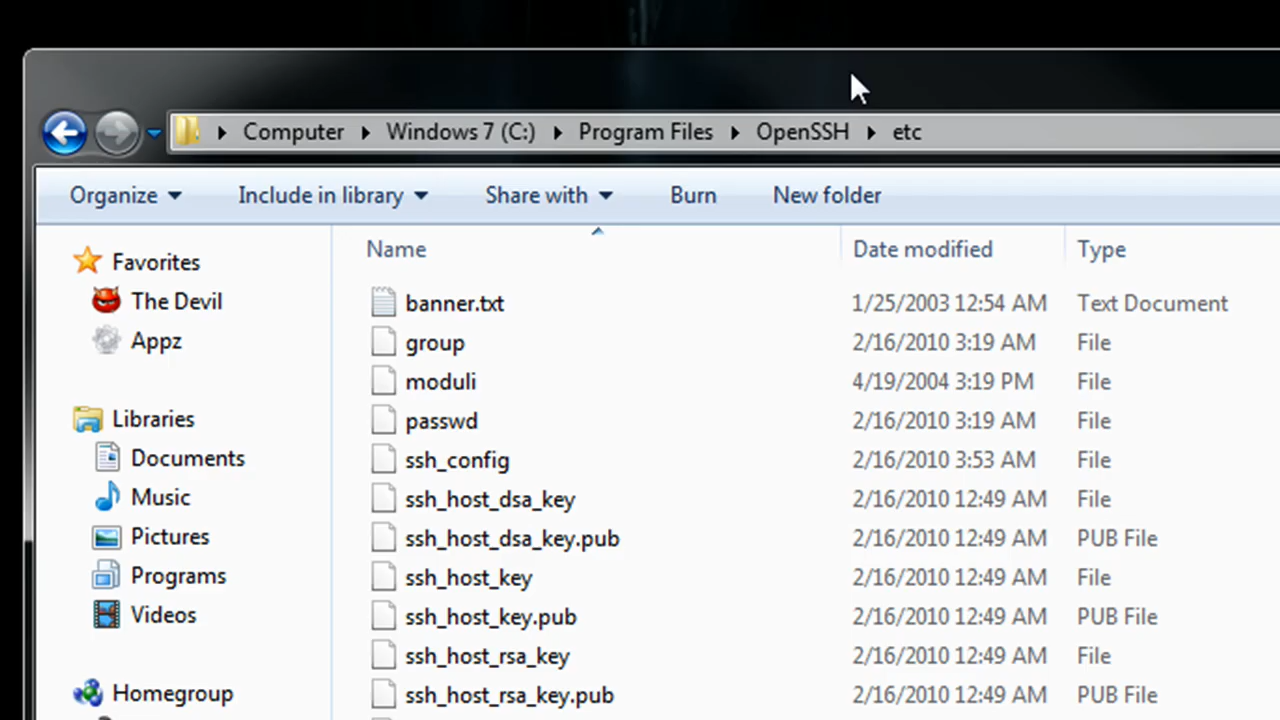 Computer Windows 7 (C:) Program Files OpenSSH etc
Organize Include in library Share with Burn New folder
Name Date modified Type
Favorites
The Devil
Appz
Libraries
Documents
Music
Pictures
Programs
Videos
Homegroup
banner.txt 1/25/2003 12:54 AM Text Document
group 2/16/2010 3:19 AM File
moduli 4/19/2004 3:19 PM File
passwd 2/16/2010 3:19 AM File
ssh_config 2/16/2010 3:53 AM File
ssh_host_dsa_key 2/16/2010 12:49 AM File
ssh_host_dsa_key.pub 2/16/2010 12:49 AM PUB File
ssh_host_key 2/16/2010 12:49 AM File
ssh_host_key.pub 2/16/2010 12:49 AM PUB File
ssh_host_rsa_key 2/16/2010 12:49 AM File
ssh_host_rsa_key.pub 2/16/2010 12:49 AM PUB File